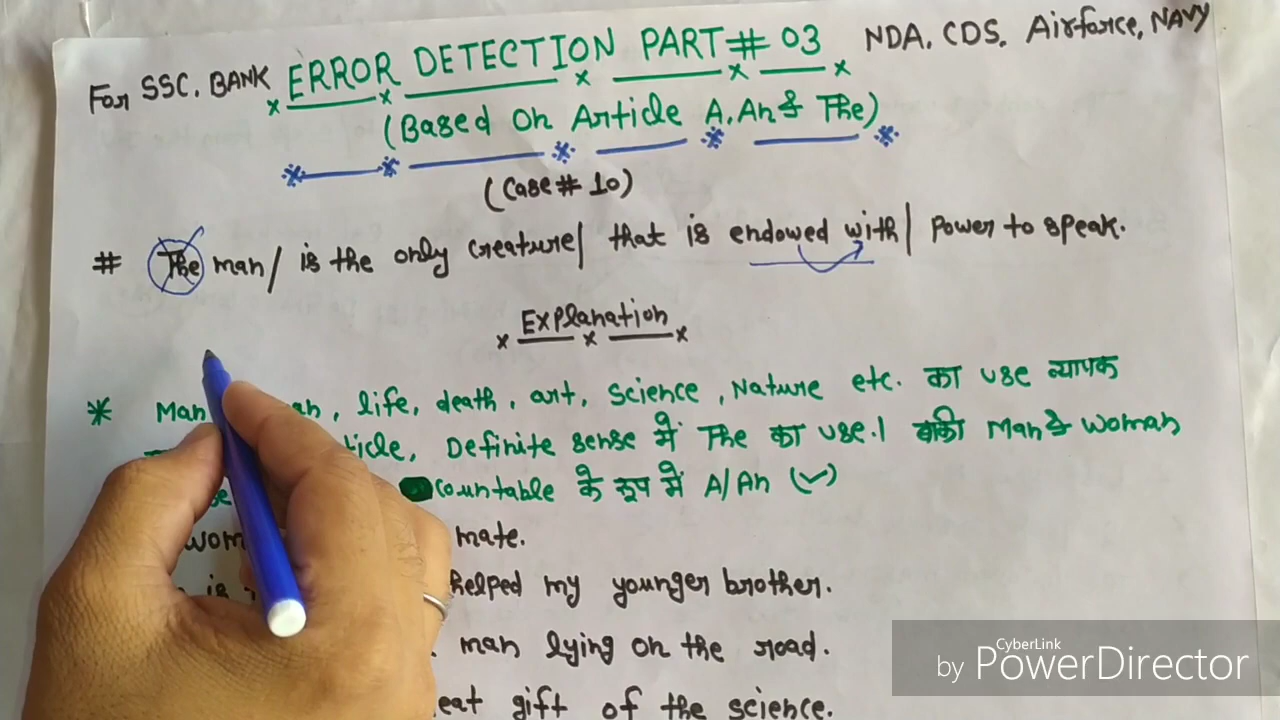 For SSC. BANK ERROR DETECTION PART # 03 NDA. CDS. Airforce, NAVY
(Based On Article A. An & The)
(Case # 10)
# The man/ is the only creature/ that is endowed with/ power to speak.
Explanation
* Man an, life, death, art, Science, Nature etc. का use व्यापक
ticle, Definite sense में The का use. । Man & woman
Countable के रूप में A/An (✓)
wom mate.
is helped my younger brother.
man lying on the road.
eat gift of the science.
CyberLink
by PowerDirector